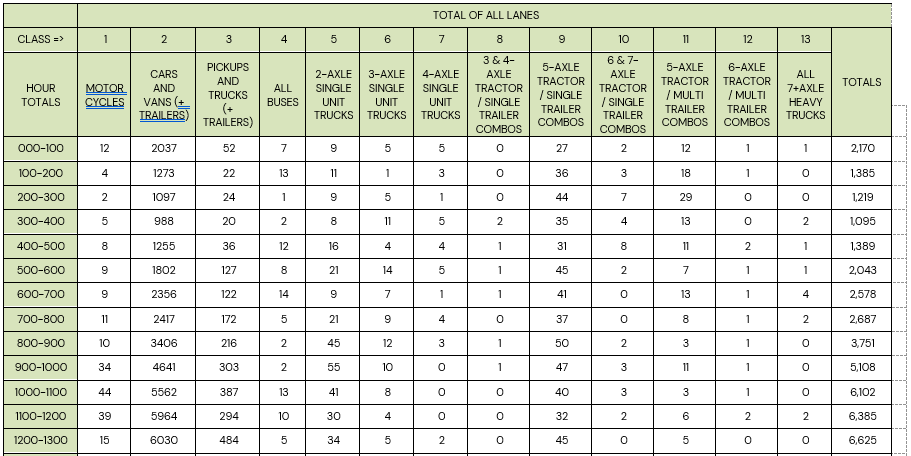 TOTAL OF ALL LANES
CLASS => 1 2 3 4 5 6 7 8 9 10 11 12 13
HOUR TOTALS MOTOR CYCLES CARS AND VANS (+ TRAILERS) PICKUPS AND TRUCKS (+ TRAILERS) ALL BUSES 2-AXLE SINGLE UNIT TRUCKS 3-AXLE SINGLE UNIT TRUCKS 4-AXLE SINGLE UNIT TRUCKS 3 & 4-AXLE TRACTOR / SINGLE TRAILER COMBOS 5-AXLE TRACTOR / SINGLE TRAILER COMBOS 6 & 7-AXLE TRACTOR / SINGLE TRAILER COMBOS 5-AXLE TRACTOR / MULTI TRAILER COMBOS 6-AXLE TRACTOR / MULTI TRAILER COMBOS ALL 7+AXLE HEAVY TRUCKS TOTALS
000-100 12 2037 52 7 9 5 5 0 27 2 12 1 1 2,170
100-200 4 1273 22 13 11 1 3 0 36 3 18 1 0 1,385
200-300 2 1097 24 1 9 5 1 0 44 7 29 0 0 1,219
300-400 5 988 20 2 8 11 5 2 35 4 13 0 2 1,095
400-500 8 1255 36 12 16 4 4 1 31 8 11 2 1 1,389
500-600 9 1802 127 8 21 14 5 1 45 2 7 1 1 2,043
600-700 9 2356 122 14 9 7 1 1 41 0 13 1 4 2,578
700-800 11 2417 172 5 21 9 4 0 37 0 8 1 2 2,687
800-900 10 3406 216 2 45 12 3 1 50 2 3 1 0 3,751
900-1000 34 4641 303 2 55 10 0 1 47 3 11 1 0 5,108
1000-1100 44 5562 387 13 41 8 0 0 40 3 3 1 0 6,102
1100-1200 39 5964 294 10 30 4 0 0 32 2 6 2 2 6,385
1200-1300 15 6030 484 5 34 5 2 0 45 0 5 0 0 6,625